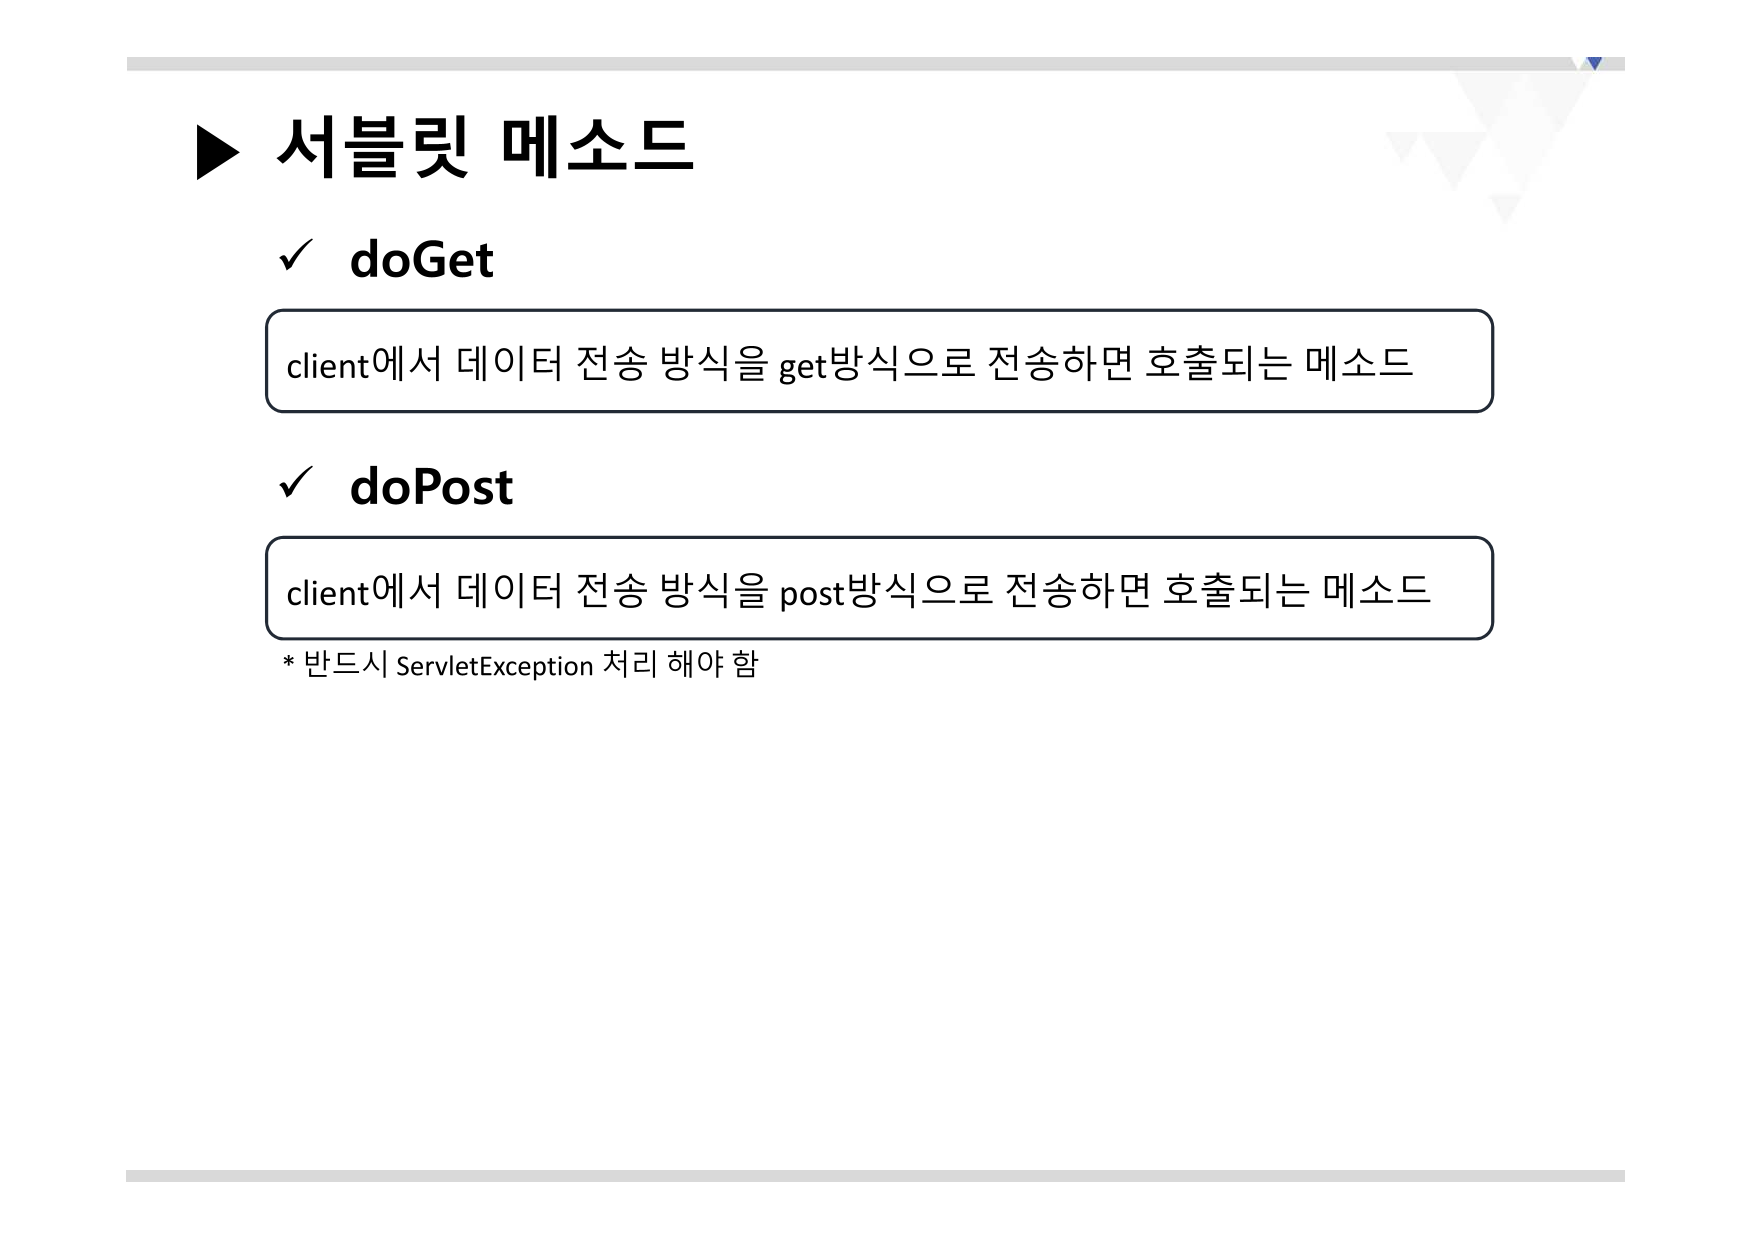 ▶ 서블릿 메소드
✓ doGet
client에서 데이터 전송 방식을 get방식으로 전송하면 호출되는 메소드
✓ doPost
client에서 데이터 전송 방식을 post방식으로 전송하면 호출되는 메소드
* 반드시 ServletException 처리 해야 함